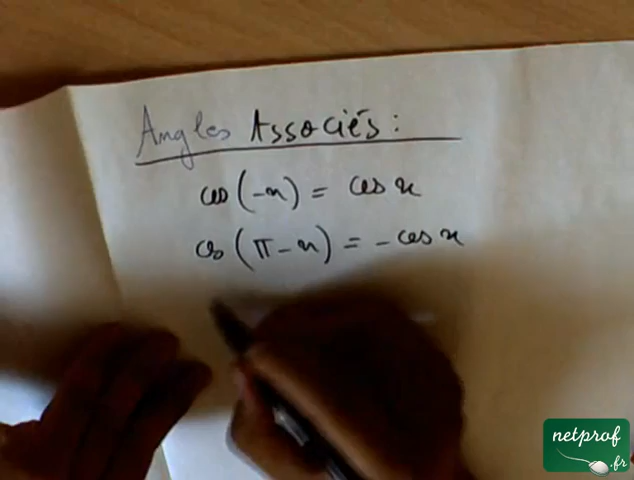 Angles Associés :
cos(-x) = cos x
cos(π-x) = -cos x
netprof
.fr